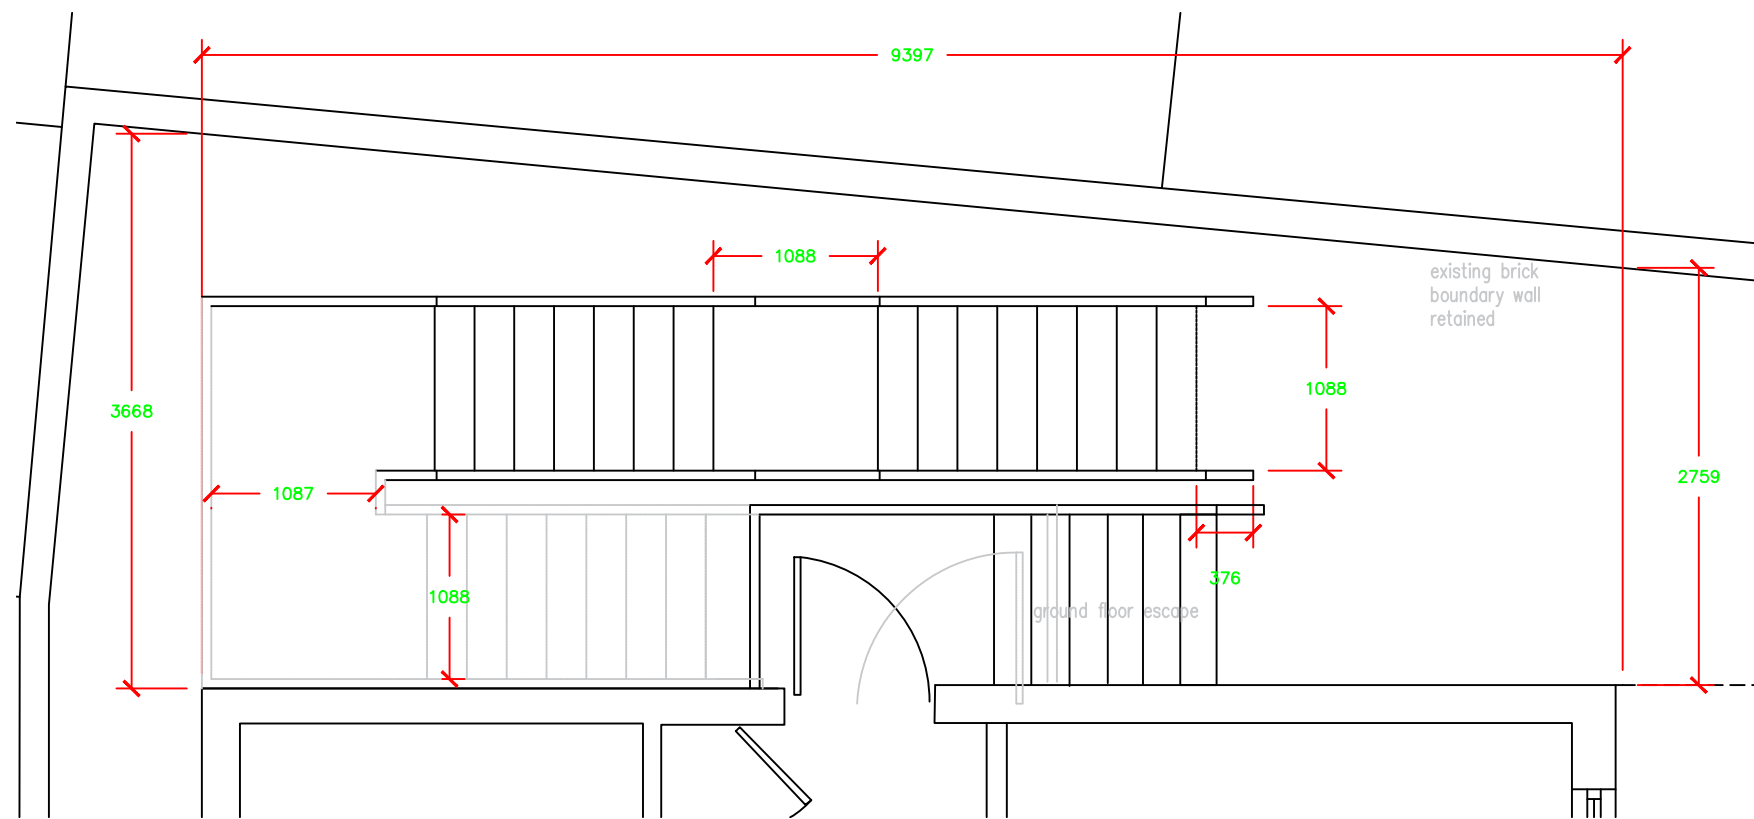 9397
1088
existing brick
boundary wall
retained
1088
3668
2759
1087
376
1088
ground floor escape